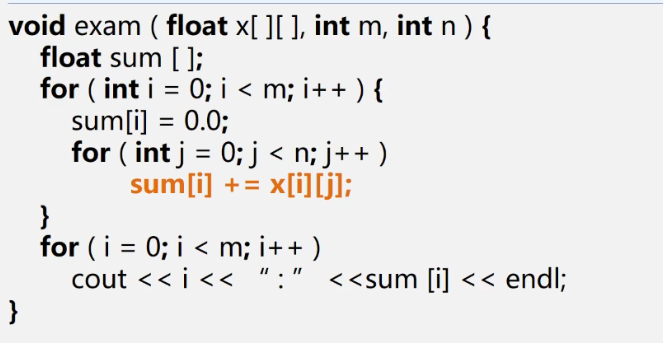 void exam ( float x[ ][ ], int m, int n ) {
float sum [ ];
for ( int i = 0; i < m; i++ ) {
sum[i] = 0.0;
for ( int j = 0; j < n; j++ )
sum[i] += x[i][j];
}
for ( i = 0; i < m; i++ )
cout << i << “ : ” <<sum [i] << endl;
}